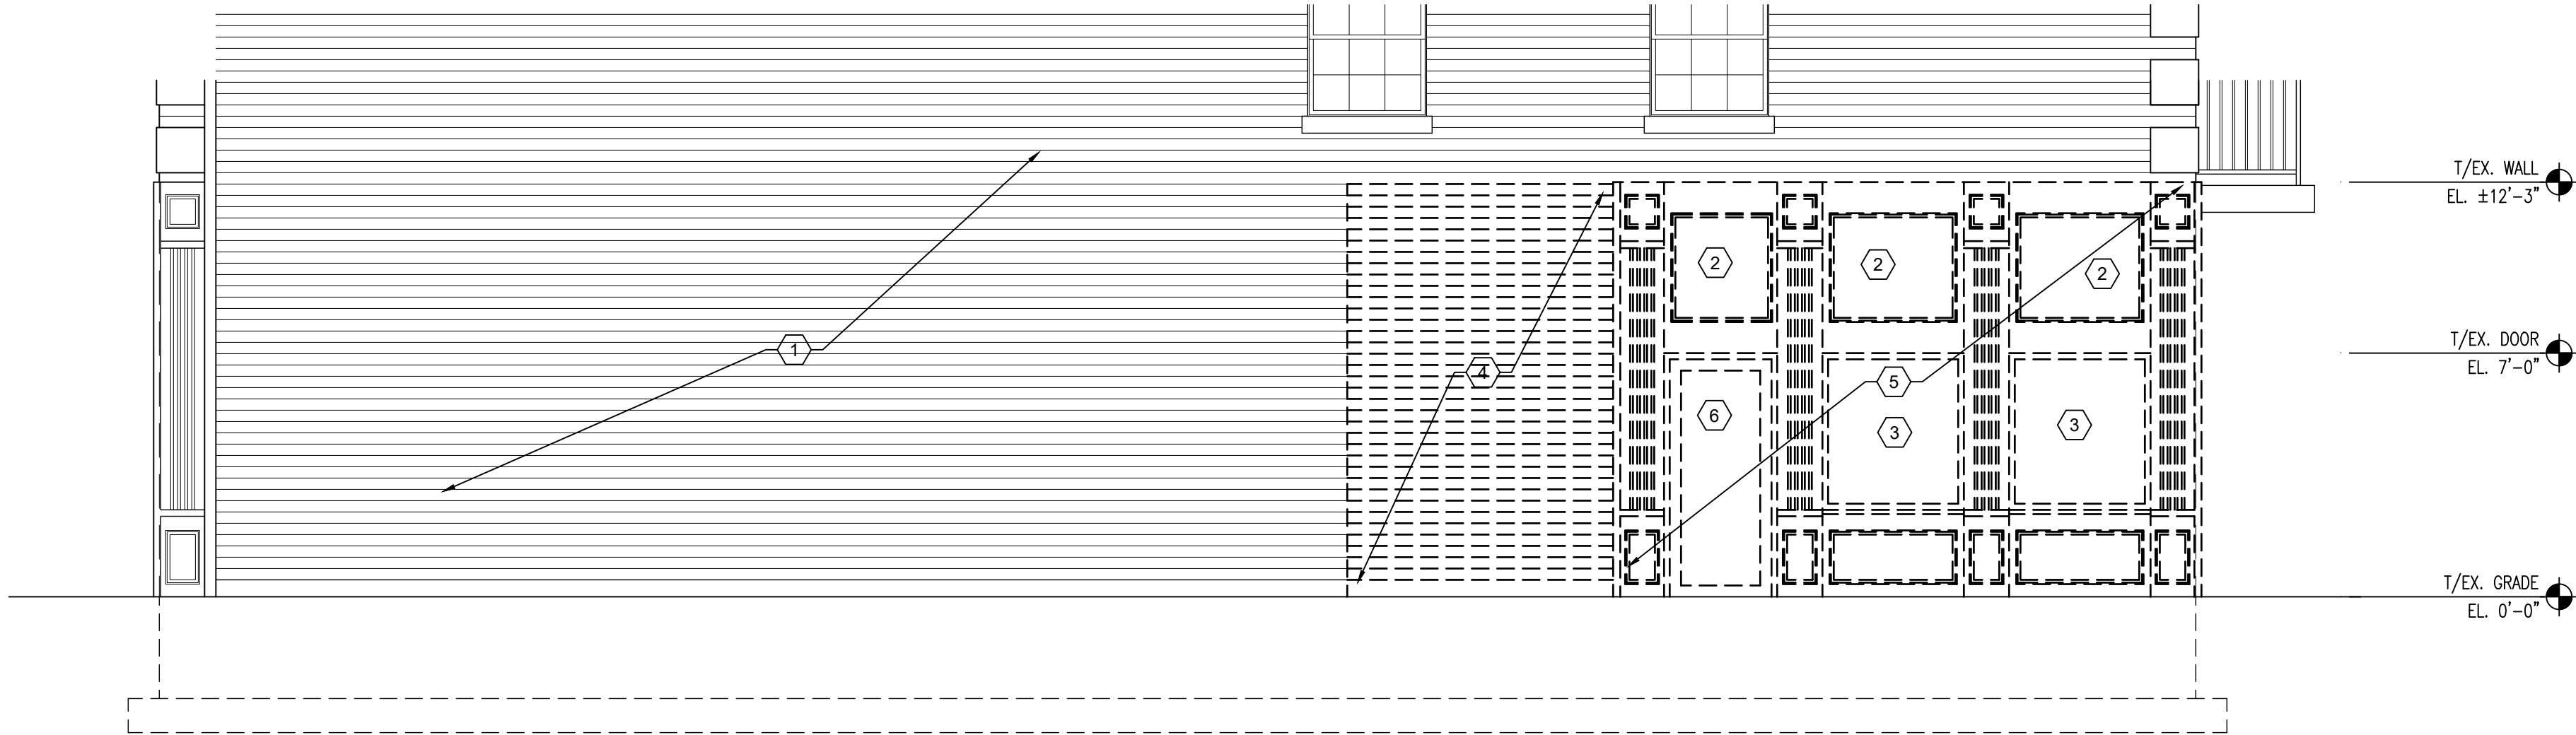 T/EX. WALL
EL. ±12'-3"
2
2
2
1
T/EX. DOOR
EL. 7'-0"
4
5
6
3
3
T/EX. GRADE
EL. 0'-0"